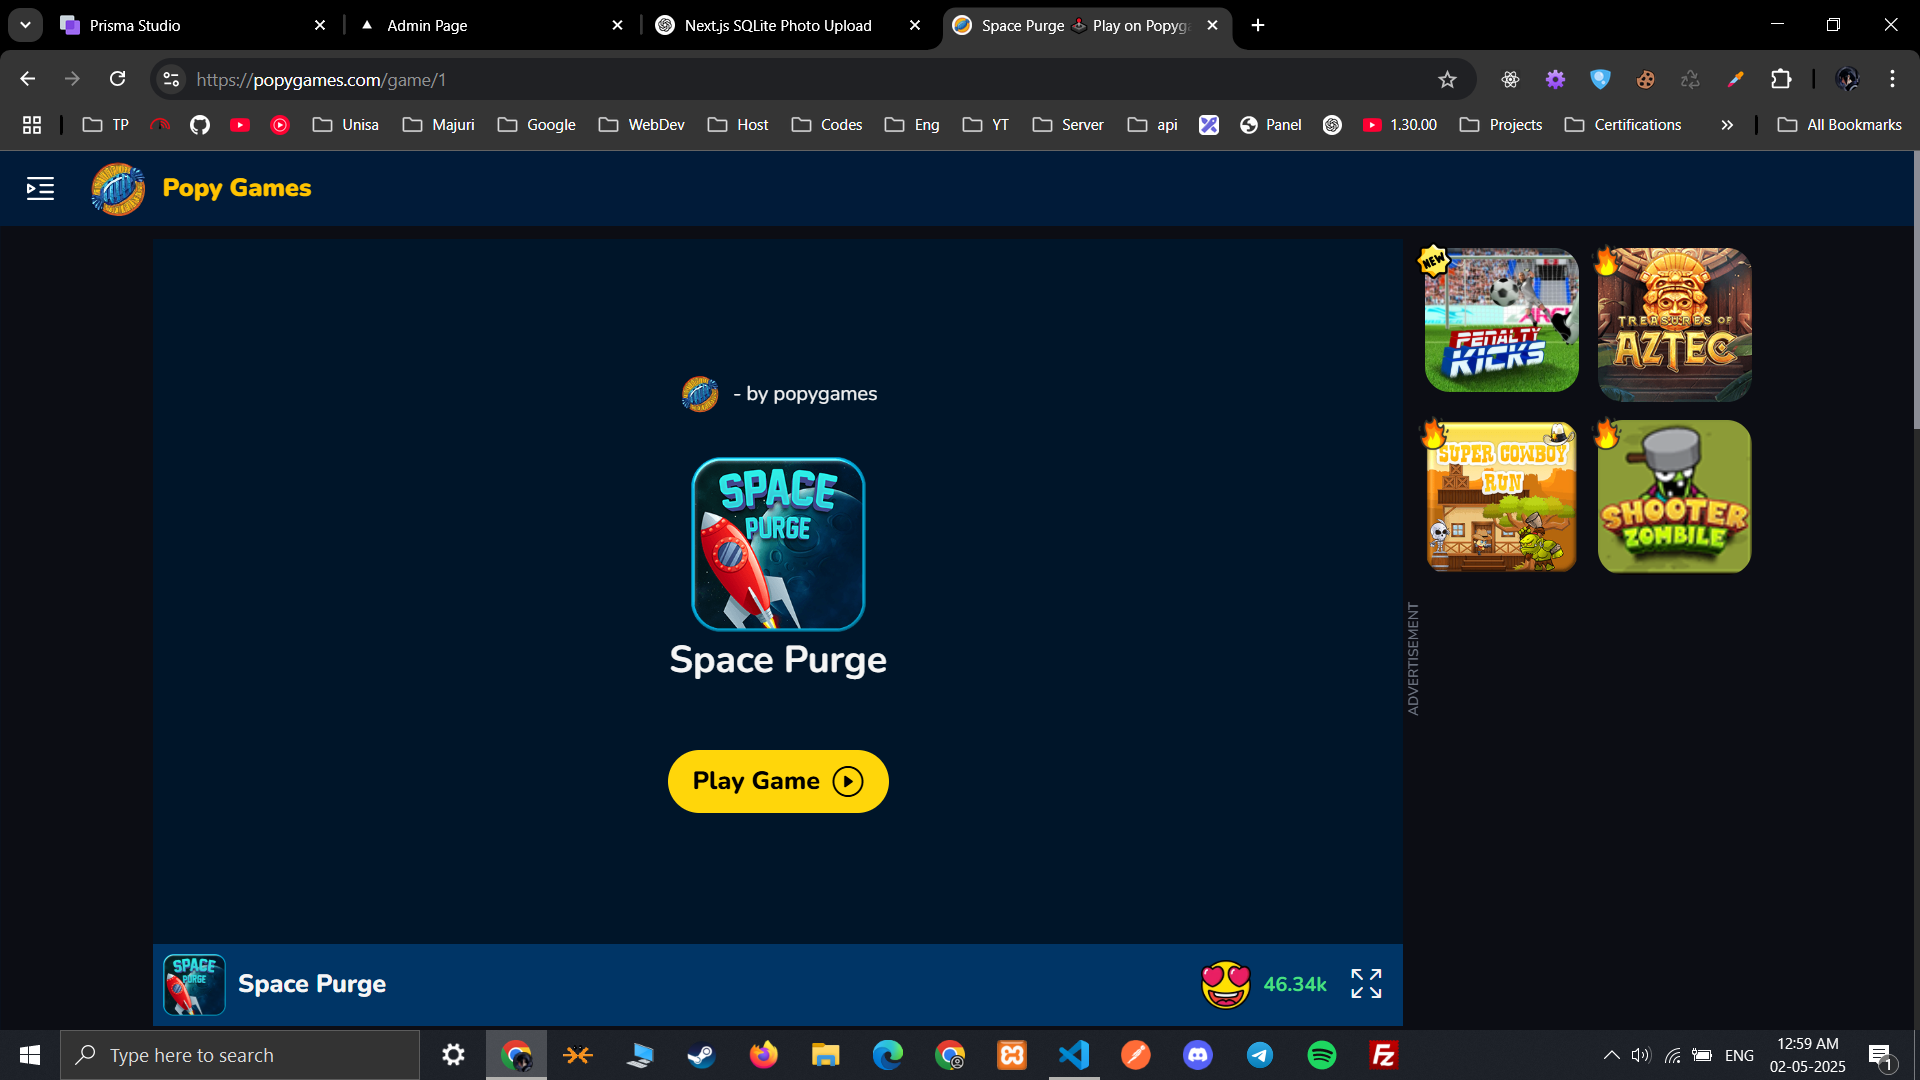 Prisma Studio
Admin Page
Next.js SQLite Photo Upload
Space Purge 🕹️ Play on Popyga
https://popygames.com/game/1
TP
Unisa
Majuri
Google
WebDev
Host
Codes
Eng
YT
Server
api
Panel
1.30.00
Projects
Certifications
All Bookmarks
Popy Games
- by popygames
SPACE
PURGE
Space Purge
Play Game
NEW
PENALTY
KICKS
TREASURES OF
AZTEC
SUPER COWBOY
RUN
SHOOTER
ZOMBILE
ADVERTISEMENT
SPACE
PURGE
Space Purge
46.34k
Type here to search
ENG
12:59 AM
02-05-2025
1